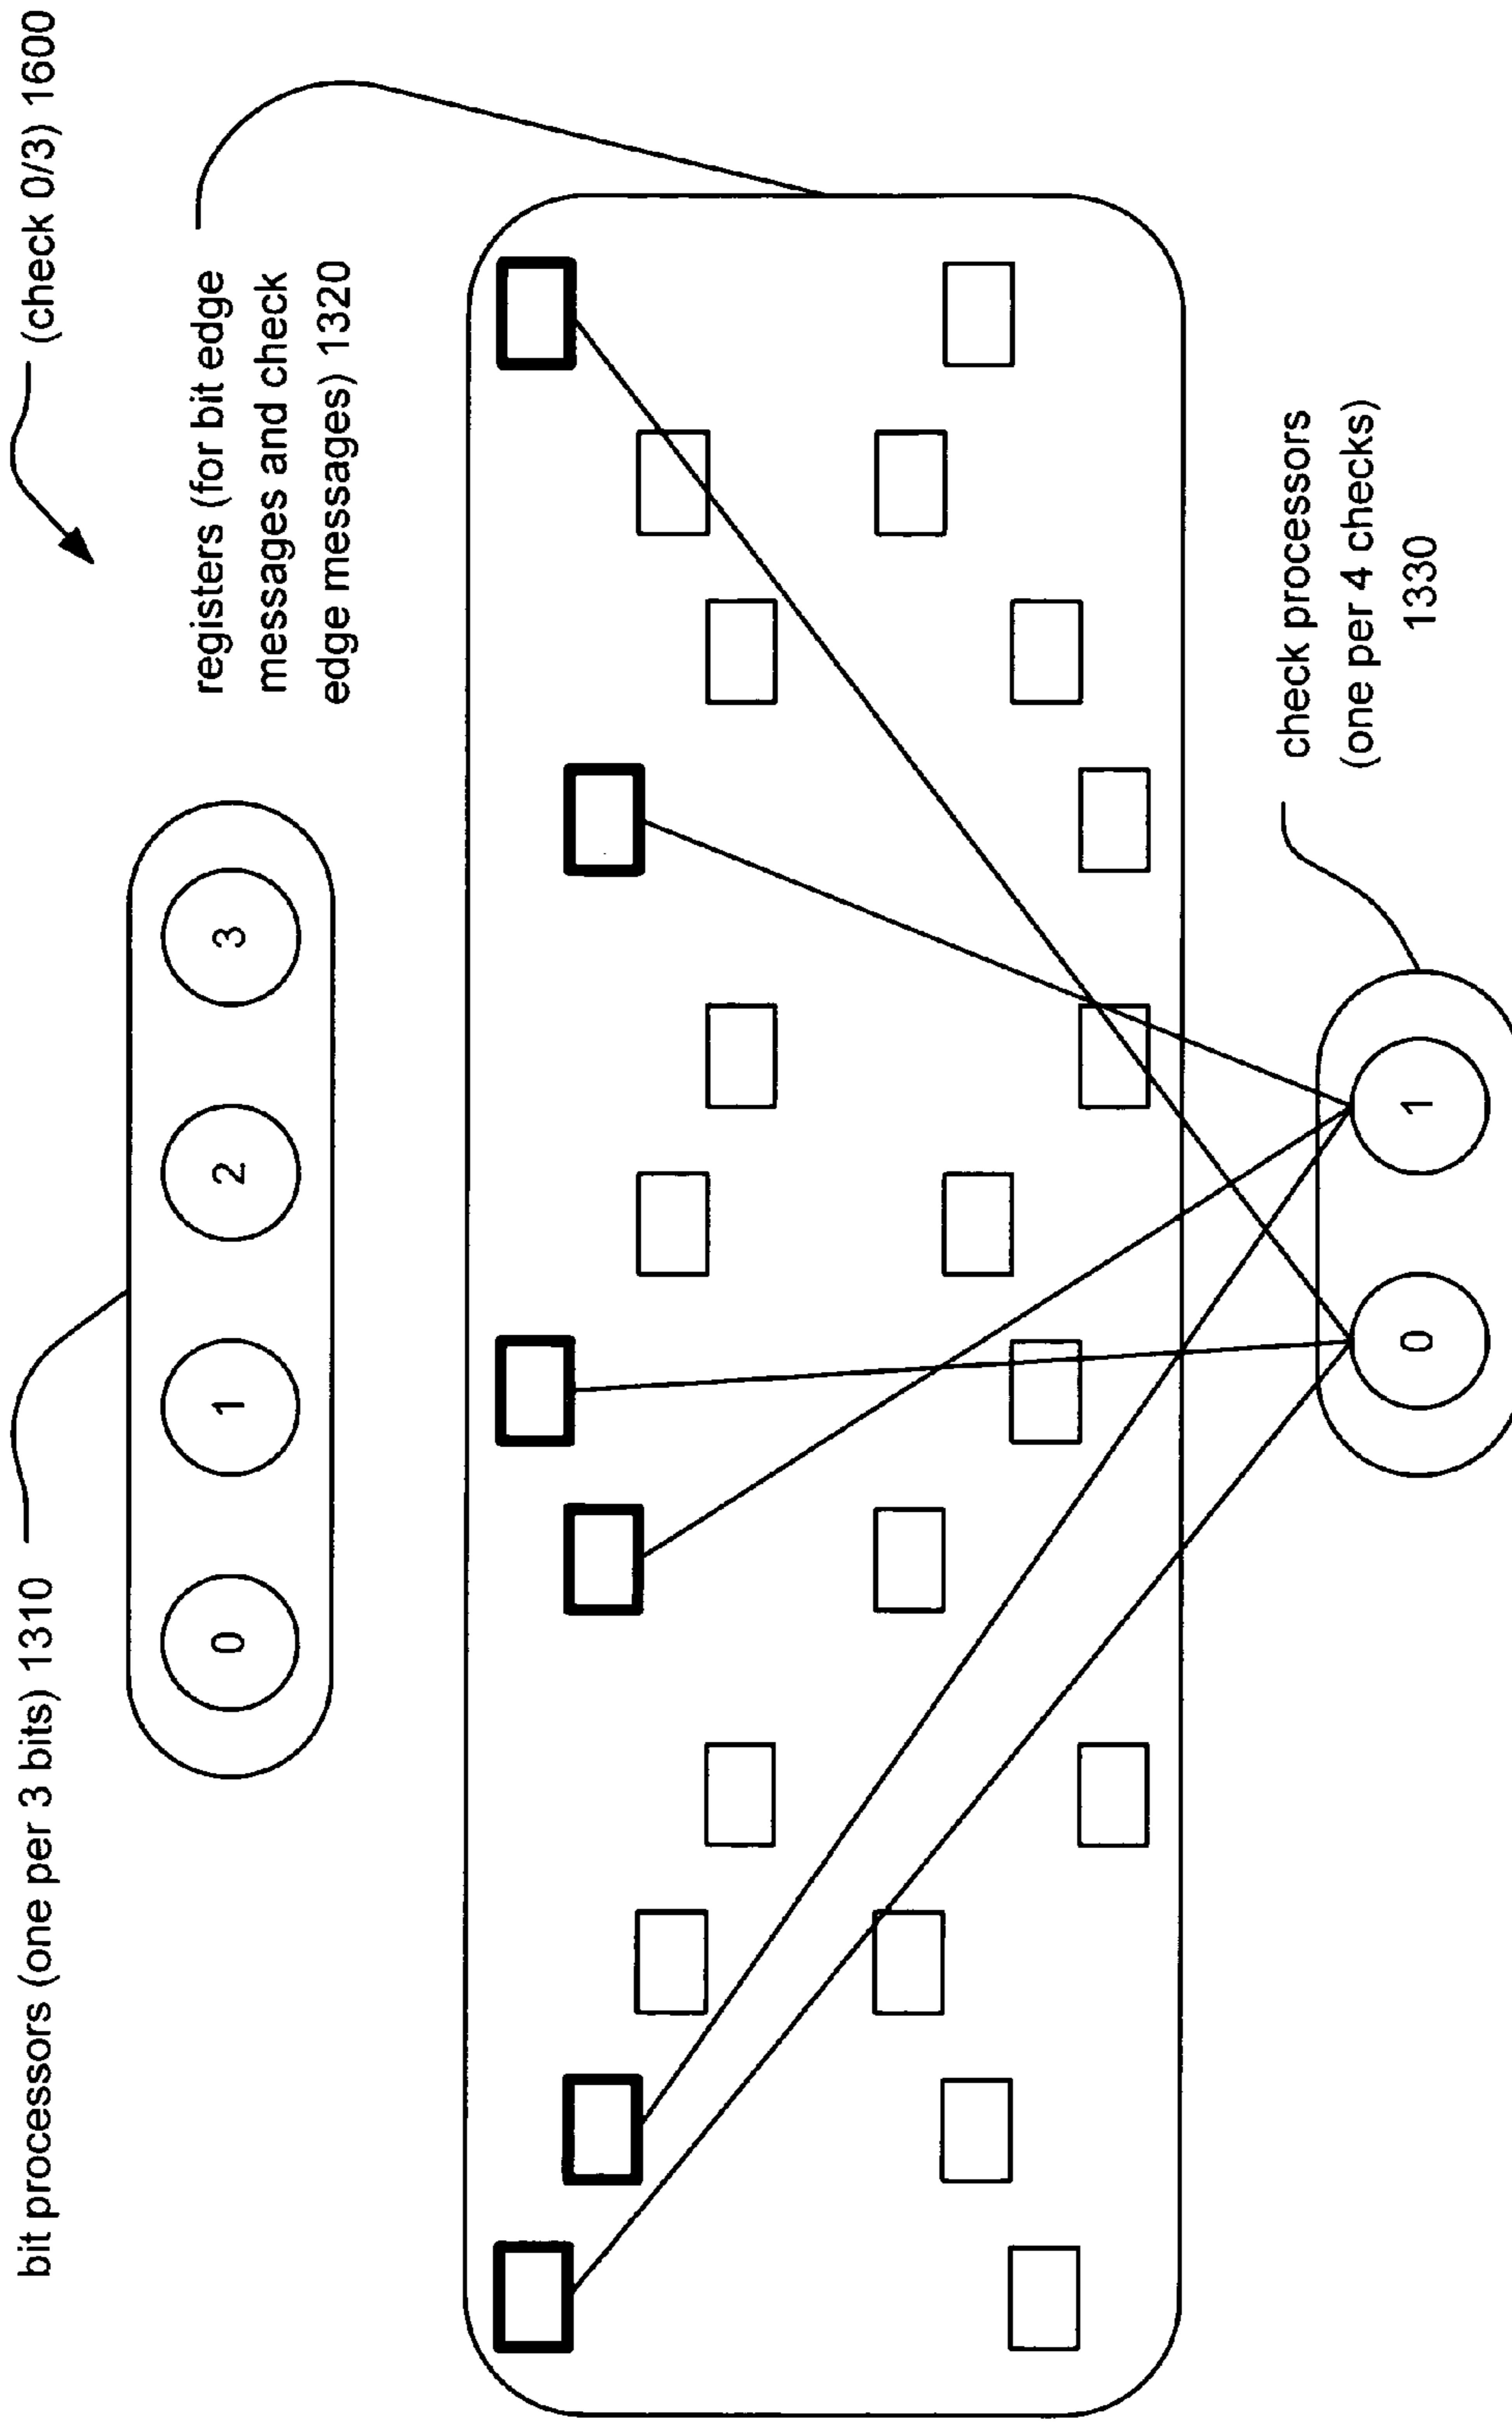 (check 0/3) 1600
bit processors (one per 3 bits) 1310
0
1
2
3
registers (for bit edge
messages and check
edge messages) 1320
0
1
check processors
(one per 4 checks)
1330